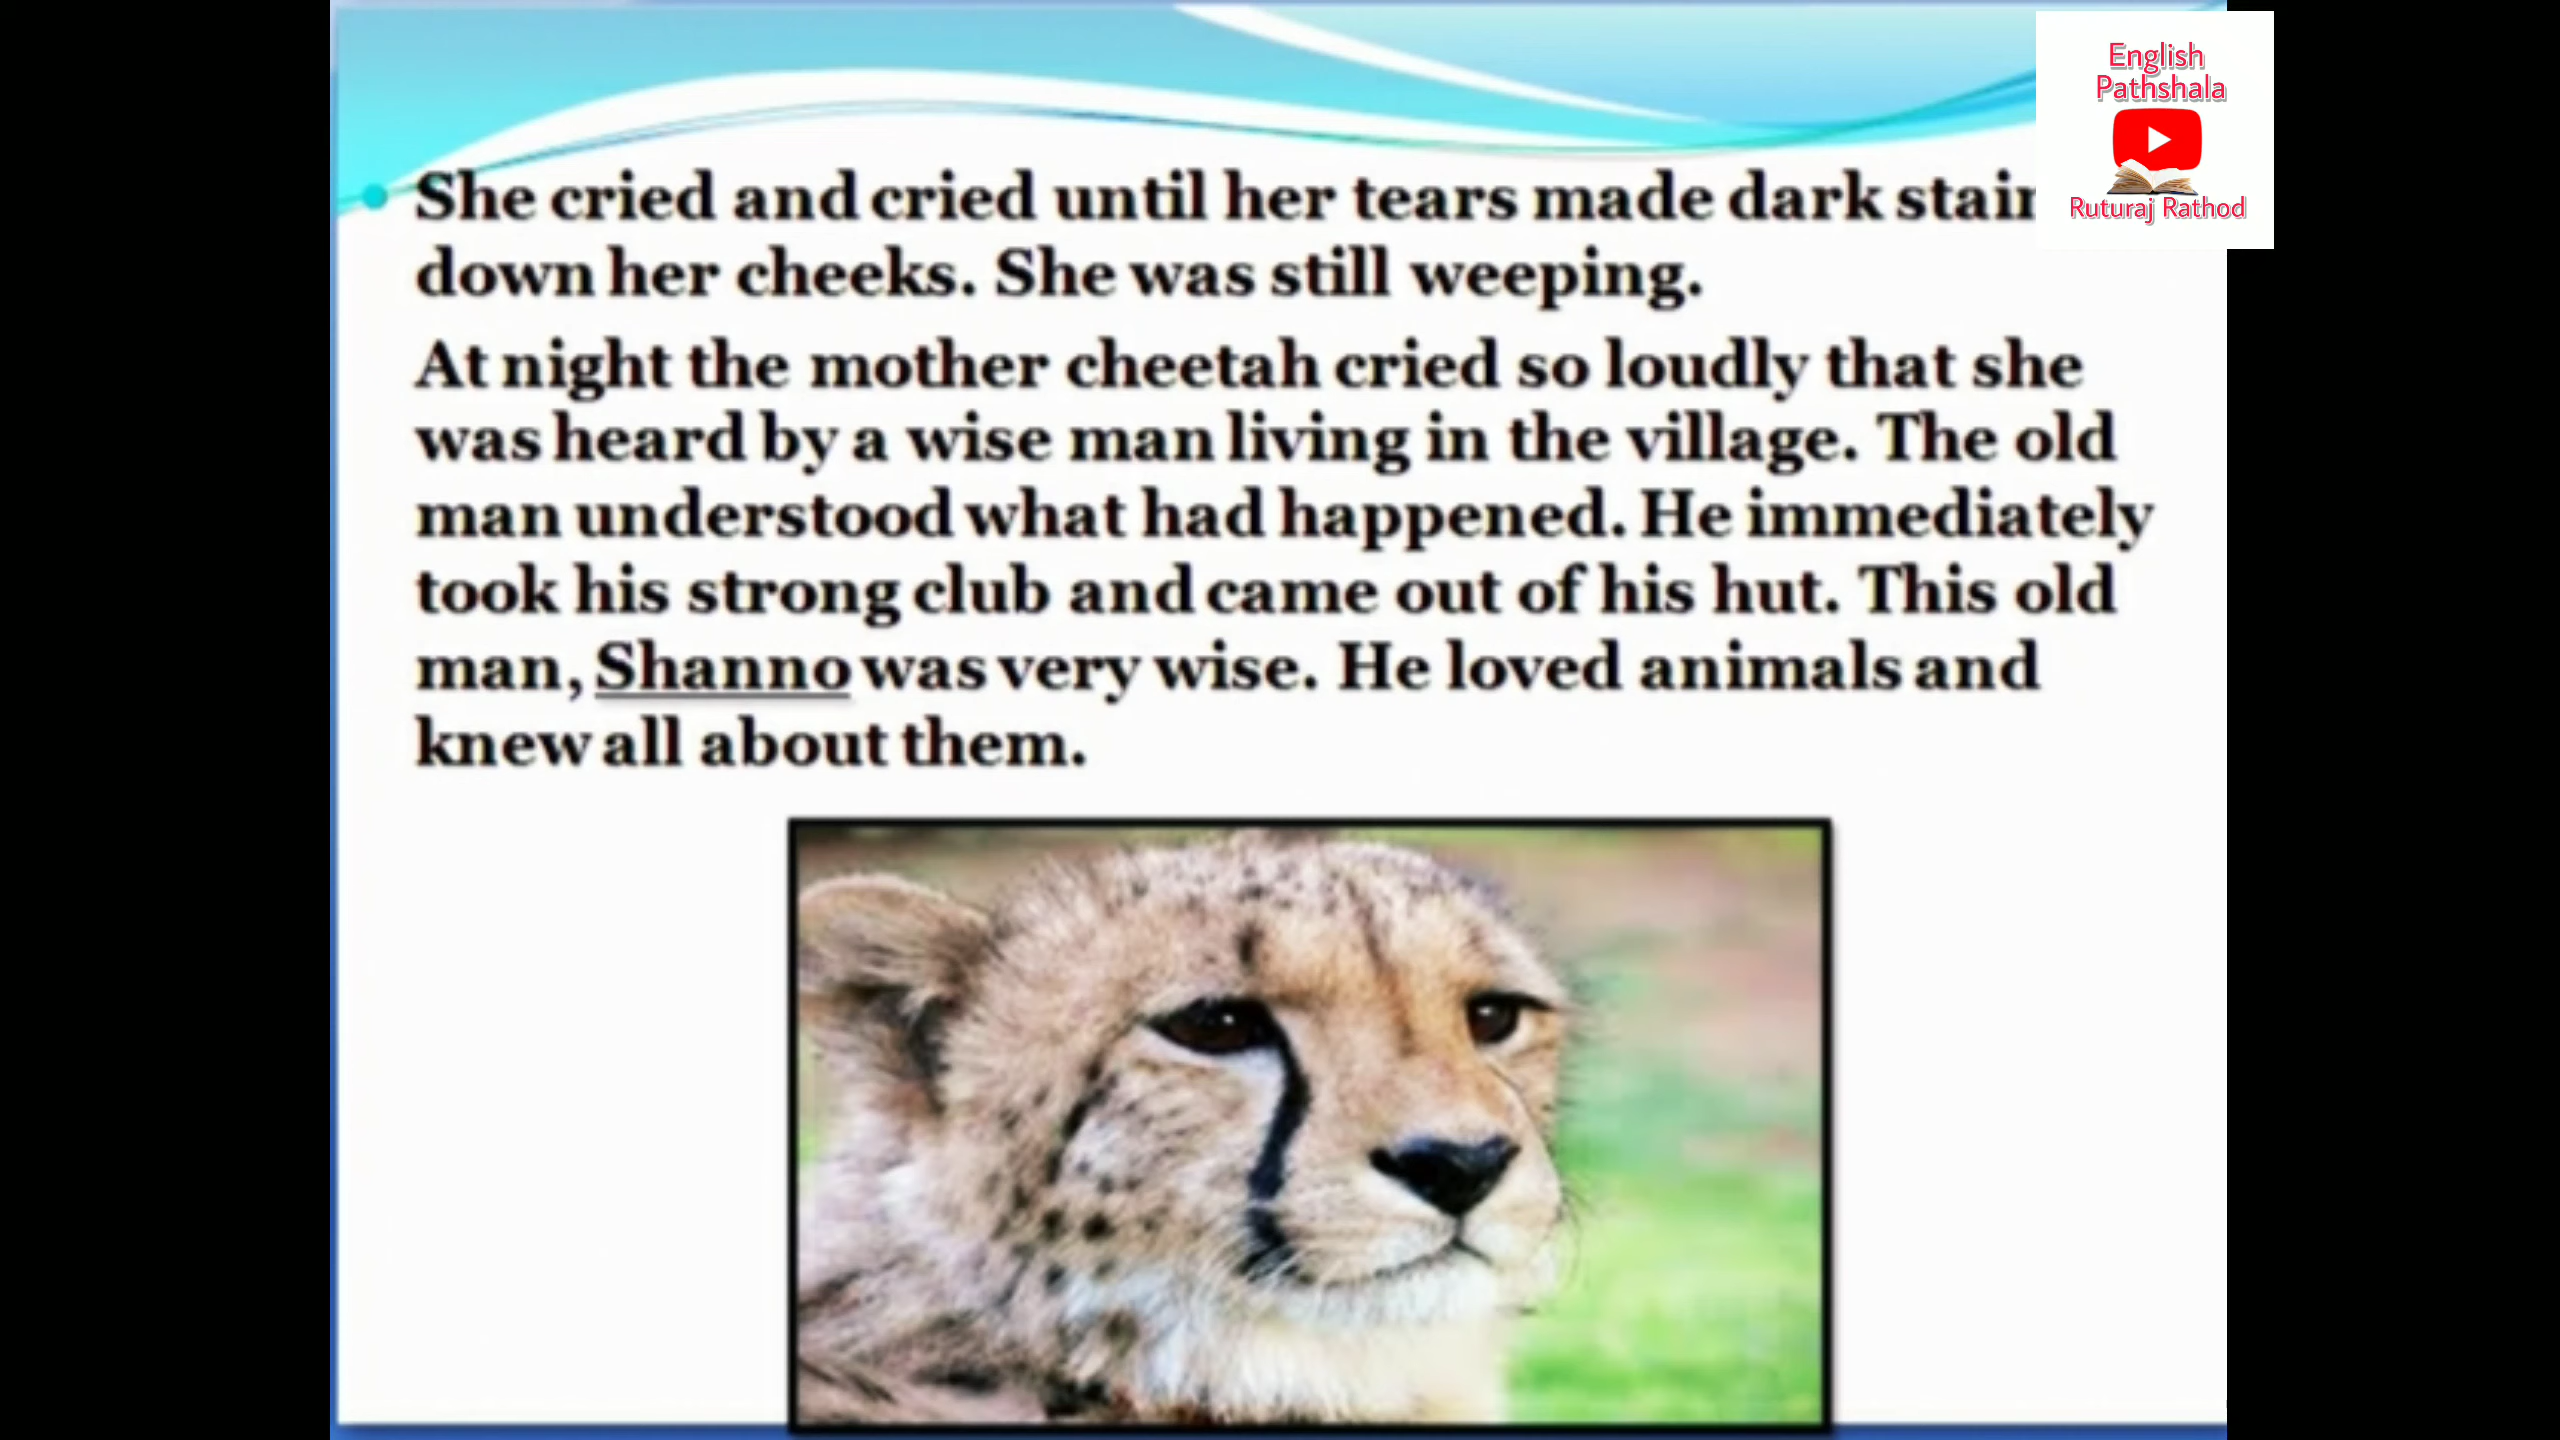 English
Pathshala
Ruturaj Rathod
She cried and cried until her tears made dark
down her cheeks. She was still weeping.
At night the mother cheetah cried so loudly that she
was heard by a wise man living in the village. The old
man understood what had happened. He immediately
took his strong club and came out of his hut. This old
man, Shanno was very wise. He loved animals and
knew all about them.